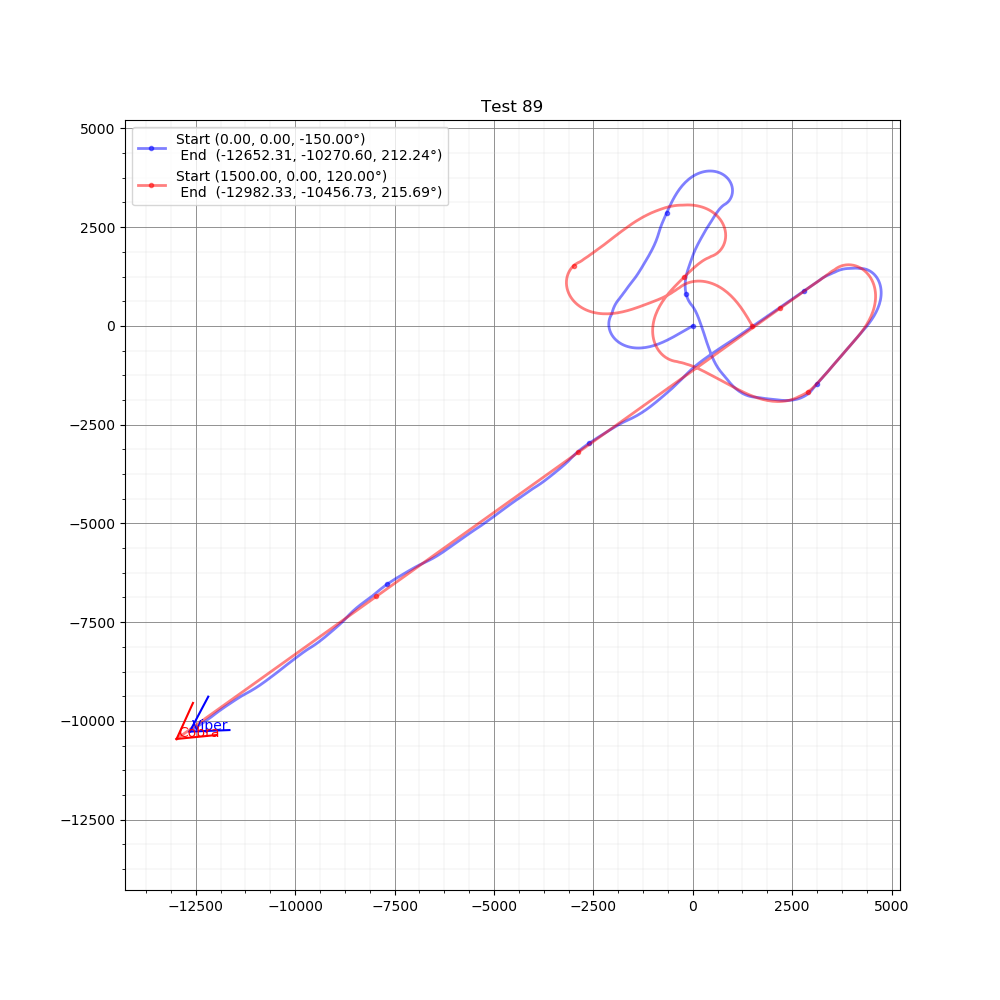 Test 89
Start (0.00, 0.00, -150.00°)
End (-12652.31, -10270.60, 212.24°)
Start (1500.00, 0.00, 120.00°)
End (-12982.33, -10456.73, 215.69°)
5000
2500
0
−2500
−5000
−7500
−10000
−12500
Viper
−12500 −10000 −7500 −5000 −2500 0 2500 5000